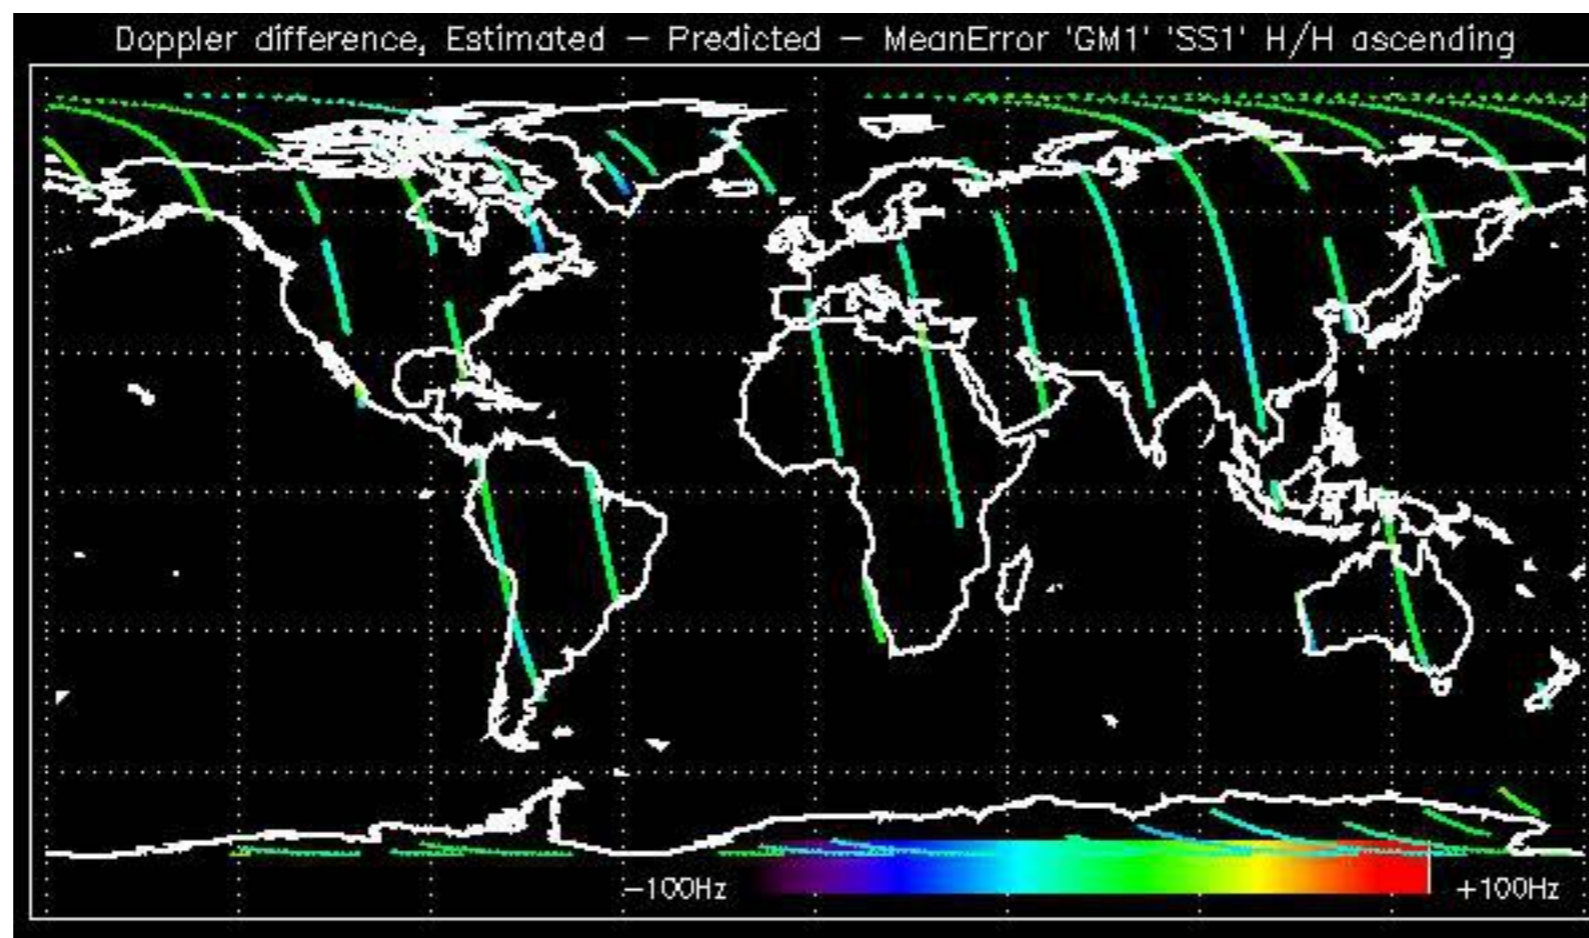 Doppler difference, Estimated – Predicted – MeanError 'GM1' 'SS1' H/H ascending
−100Hz +100Hz